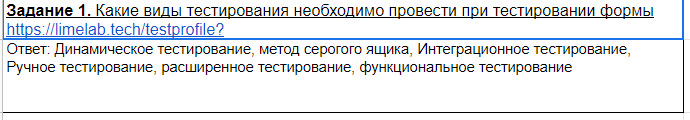 Задание 1. Какие виды тестирования необходимо провести при тестировании формы
https://limelab.tech/testprofile?
Ответ: Динамическое тестирование, метод серогого ящика, Интеграционное тестирование,
Ручное тестирование, расширенное тестирование, функциональное тестирование